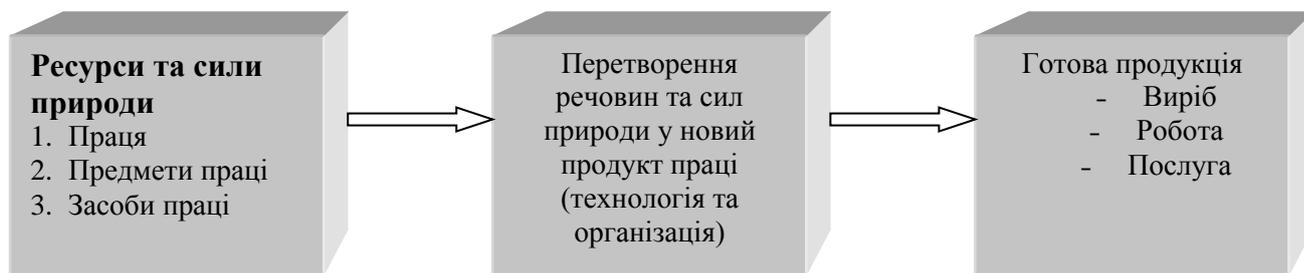 Ресурси та сили
природи
1. Праця
2. Предмети праці
3. Засоби праці
Перетворення
речовин та сил
природи у новий
продукт праці
(технологія та
організація)
Готова продукція
- Виріб
- Робота
- Послуга